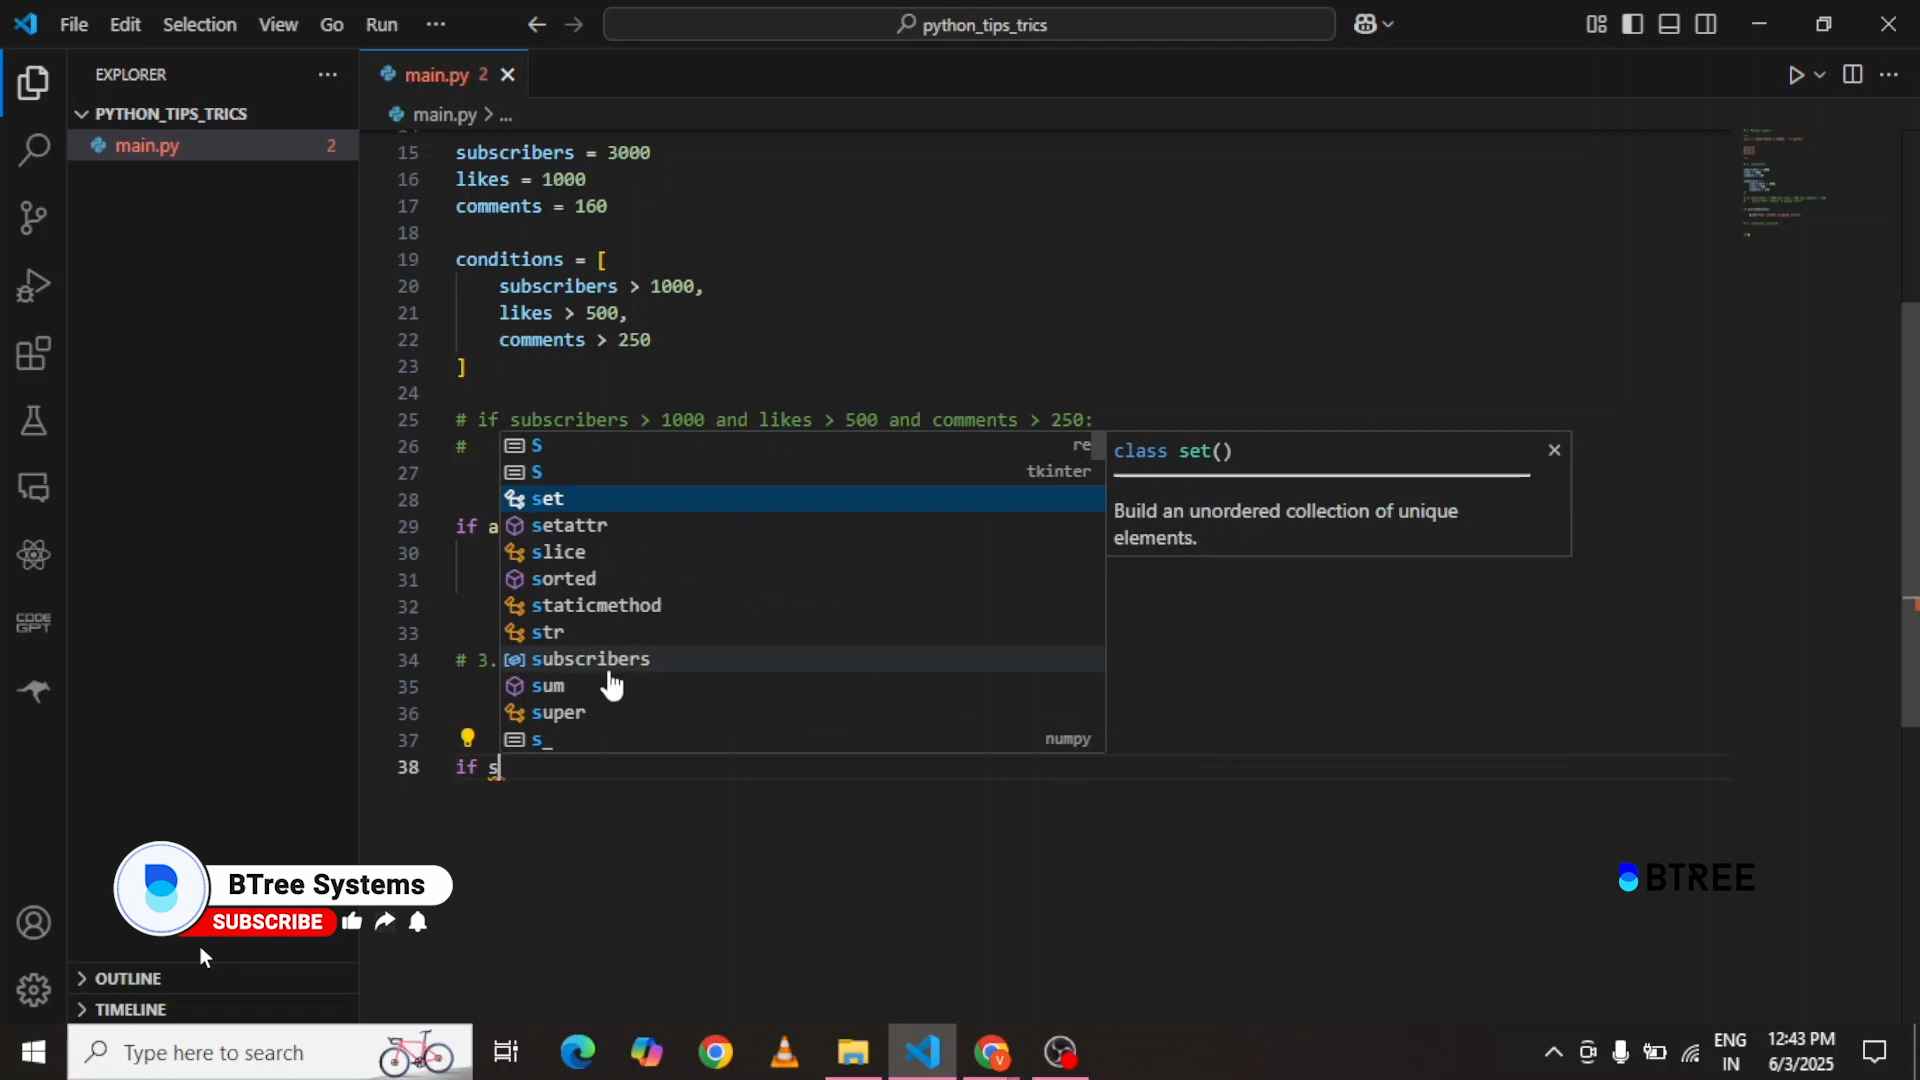 File Edit Selection View Go Run ···
python_tips_trics
EXPLORER ···
PYTHON_TIPS_TRICS
main.py 2
main.py 2
main.py > ...
15 subscribers = 3000
16 likes = 1000
17 comments = 160
18
19 conditions = [
20 subscribers > 1000,
21 likes > 500,
22 comments > 250
23 ]
24
25 # if subscribers > 1000 and likes > 500 and comments > 250:
26 #
27
28
29 if a
30
31
32
33
34 # 3.
35
36
37
38 if s
S re
S tkinter
set
setattr
slice
sorted
staticmethod
str
subscribers
sum
super
s_ numpy
class set()
Build an unordered collection of unique
elements.
CODE
GPT
BTree Systems
SUBSCRIBE
BTREE
OUTLINE
TIMELINE
Type here to search
ENG
IN
12:43 PM
6/3/2025